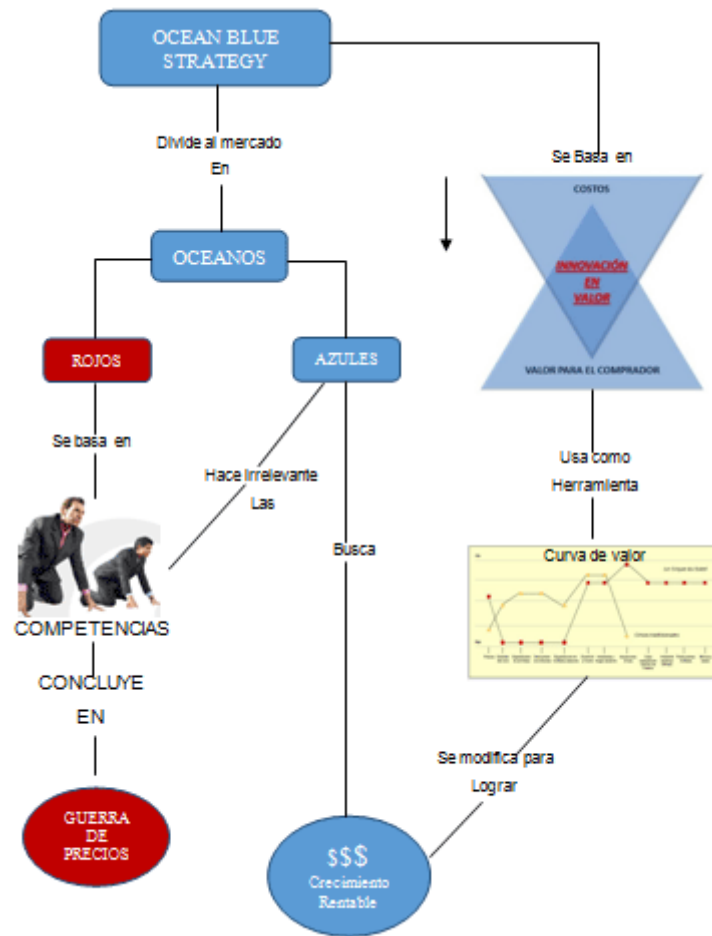 OCEAN BLUE
STRATEGY
Divide al mercado
En
Se Basa en
COSTOS
INNOVACIÓN
EN
VALOR
VALOR PARA EL COMPRADOR
OCEANOS
ROJOS
AZULES
Se basa en
Hace Irrelevante
Las
Usa como
Herramienta
Busca
Curva de valor
COMPETENCIAS
CONCLUYE
EN
Se modifica para
Lograr
GUERRA
DE
PRECIOS
$$$
Crecimiento
Rentable